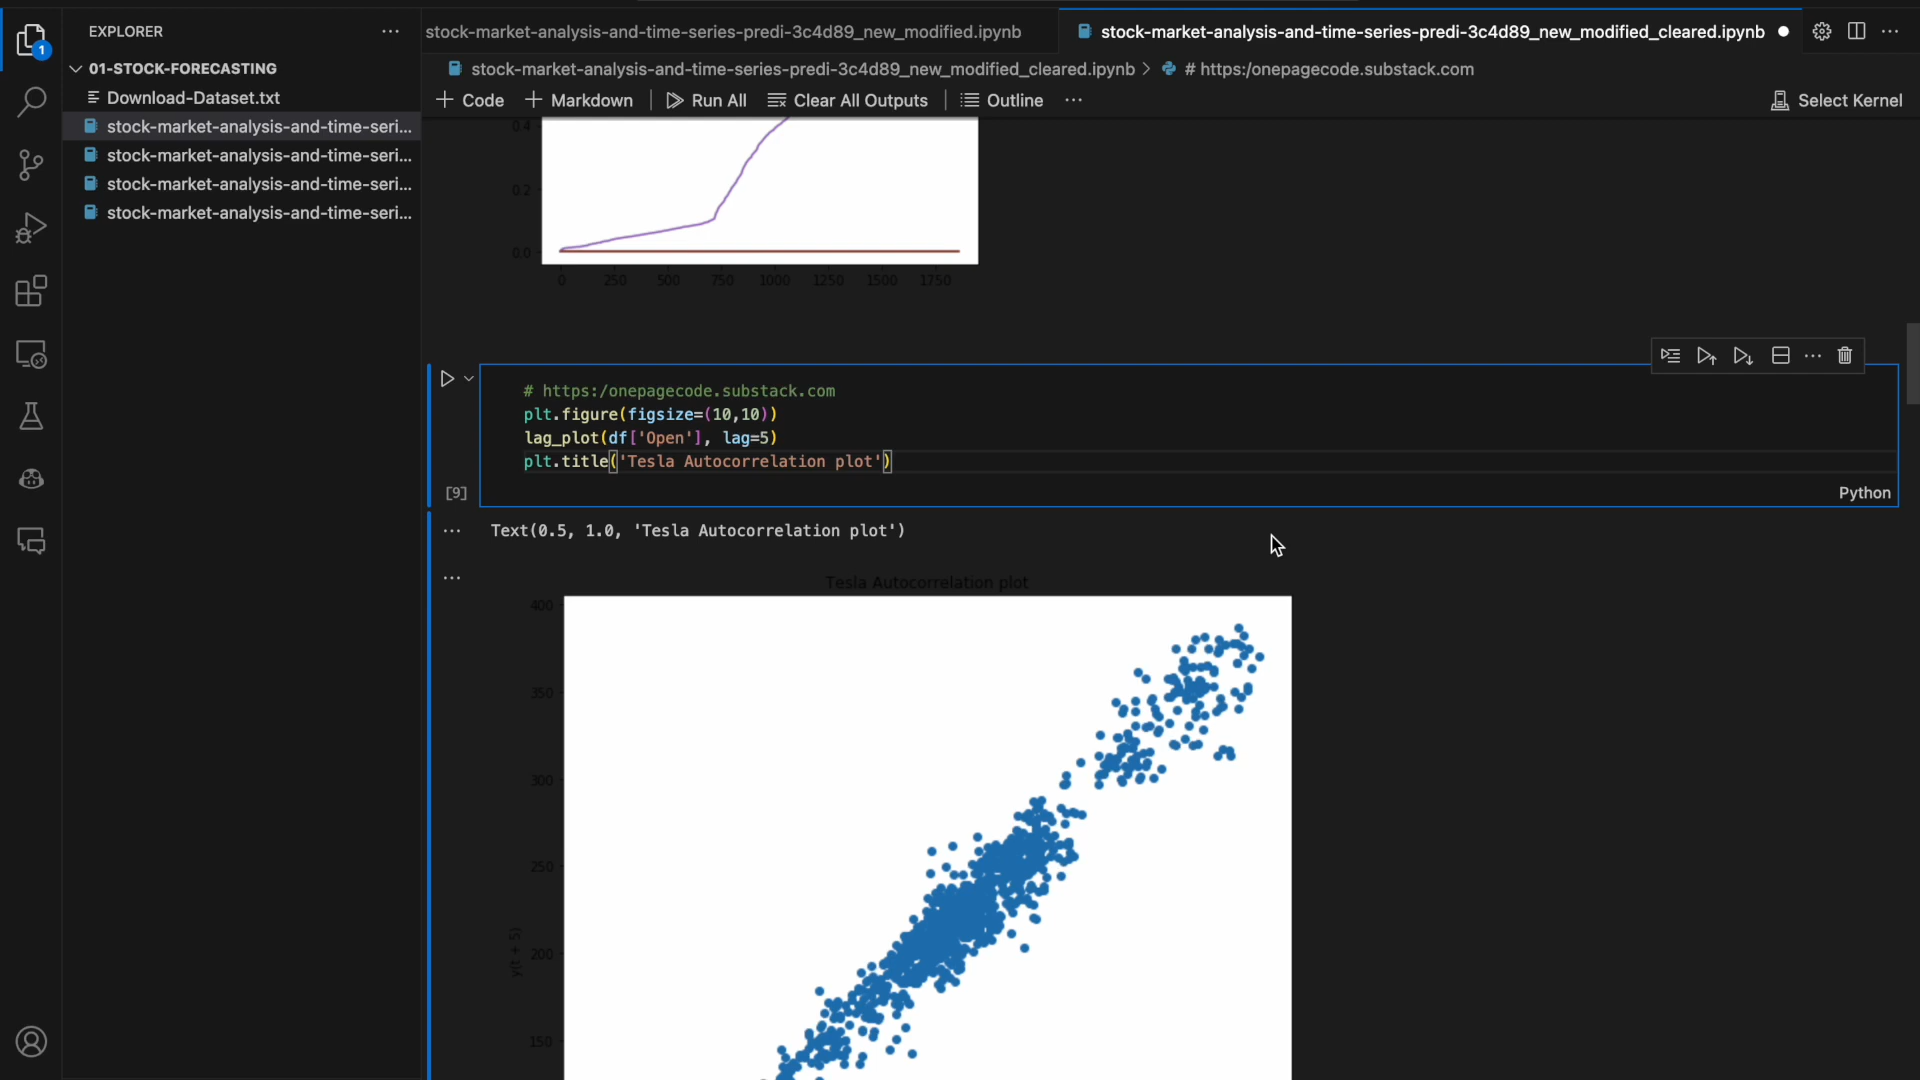 EXPLORER
01-STOCK-FORECASTING
Download-Dataset.txt
stock-market-analysis-and-time-seri...
stock-market-analysis-and-time-seri...
stock-market-analysis-and-time-seri...
stock-market-analysis-and-time-seri...
1
stock-market-analysis-and-time-series-predi-3c4d89_new_modified.ipynb
stock-market-analysis-and-time-series-predi-3c4d89_new_modified_cleared.ipynb
stock-market-analysis-and-time-series-predi-3c4d89_new_modified_cleared.ipynb > # https:/onepagecode.substack.com
+ Code + Markdown Run All Clear All Outputs Outline ... Select Kernel
0.4
0.2
0.0
0 250 500 750 1000 1250 1500 1750
# https:/onepagecode.substack.com
plt.figure(figsize=(10,10))
lag_plot(df['Open'], lag=5)
plt.title('Tesla Autocorrelation plot')
[9]
Python
Text(0.5, 1.0, 'Tesla Autocorrelation plot')
Tesla Autocorrelation plot
400
350
300
250
200
150
y(t + 5)